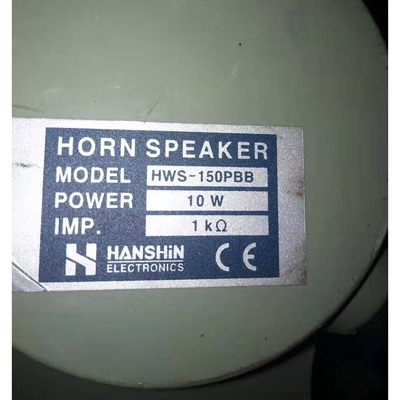 HORN SPEAKER
MODEL HWS-150PBB
POWER 10 W
IMP. 1 kΩ
HANSHiN
ELECTRONICS CE